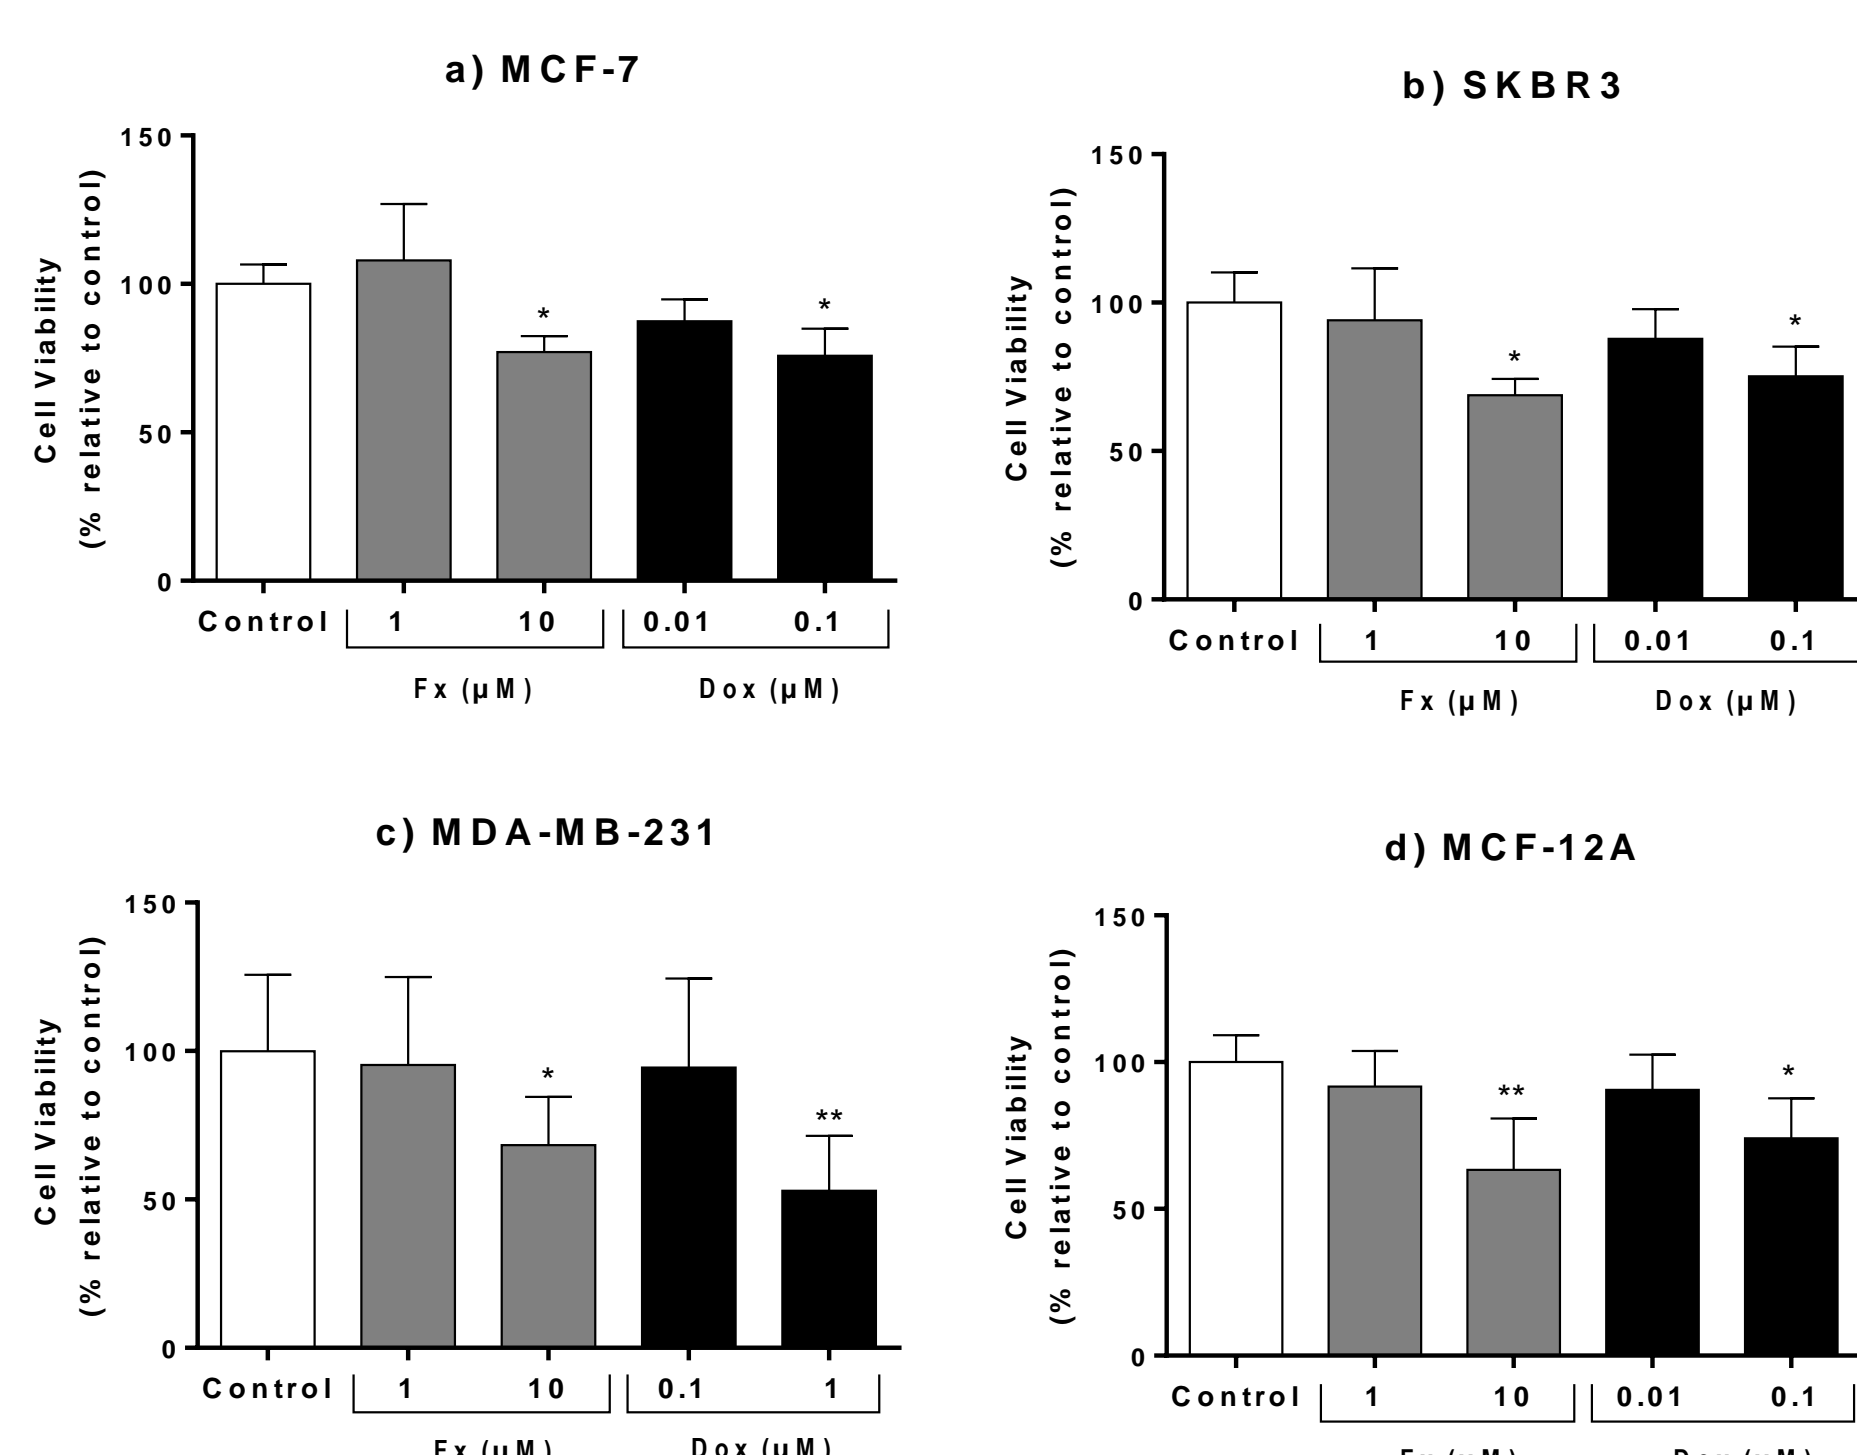 a) MCF-7
150
100
50
0
Cell Viability
(% relative to control)
*
*
Control 1 10 0.01 0.1
Fx (µM) Dox (µM)
b) SKBR3
150
100
50
0
Cell Viability
(% relative to control)
*
*
Control 1 10 0.01 0.1
Fx (µM) Dox (µM)
c) MDA-MB-231
150
100
50
0
Cell Viability
(% relative to control)
*
**
Control 1 10 0.1 1
Fx (µM) Dox (µM)
d) MCF-12A
150
100
50
0
Cell Viability
(% relative to control)
**
*
Control 1 10 0.01 0.1